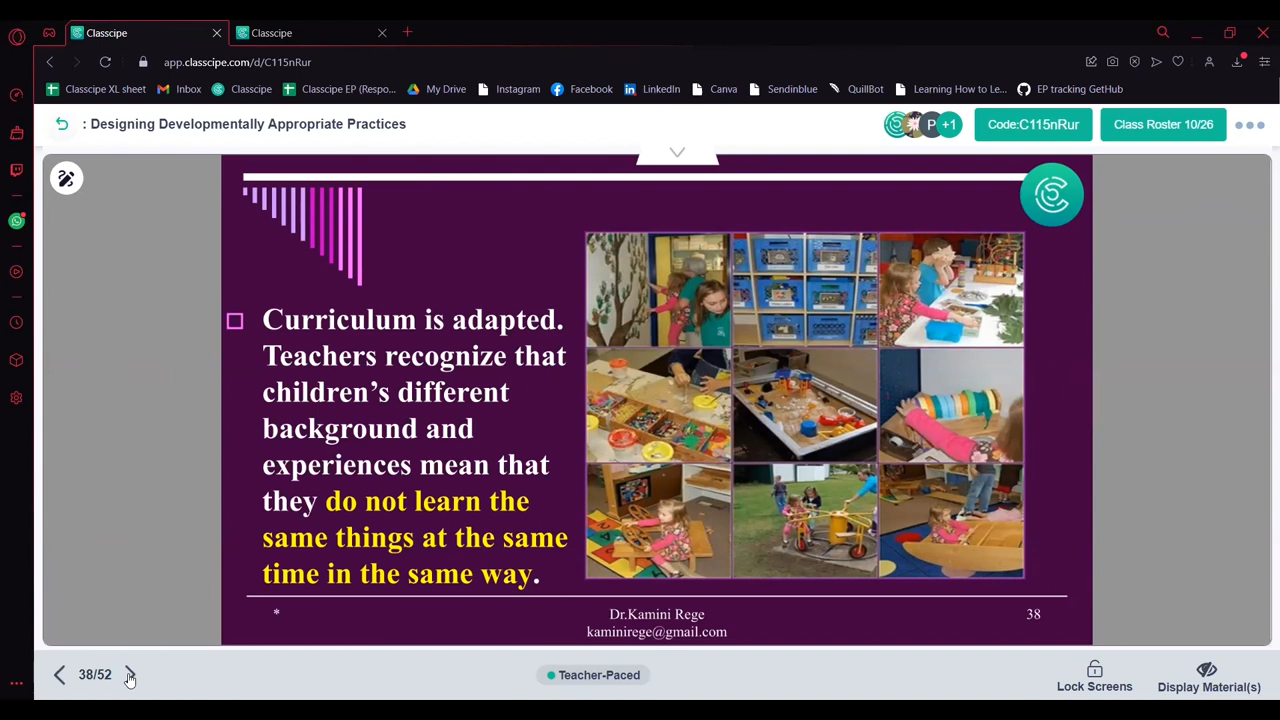 Classcipe
Classcipe
app.classcipe.com/d/C115nRur
Classcipe XL sheet
Inbox
Classcipe
Classcipe EP (Respo...
My Drive
Instagram
Facebook
LinkedIn
Canva
Sendinblue
QuillBot
Learning How to Le...
EP tracking GetHub
: Designing Developmentally Appropriate Practices
P
+1
Code:C115nRur
Class Roster 10/26
Curriculum is adapted.
Teachers recognize that
children’s different
background and
experiences mean that
they do not learn the
same things at the same
time in the same way.
*
Dr.Kamini Rege
kaminirege@gmail.com
38
38/52
Teacher-Paced
Lock Screens
Display Material(s)